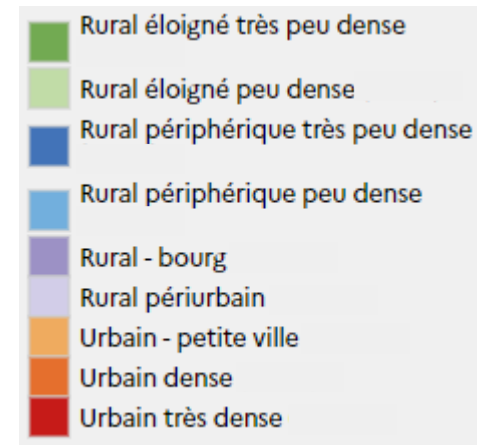 Rural éloigné très peu dense
Rural éloigné peu dense
Rural périphérique très peu dense
Rural périphérique peu dense
Rural - bourg
Rural périurbain
Urbain - petite ville
Urbain dense
Urbain très dense